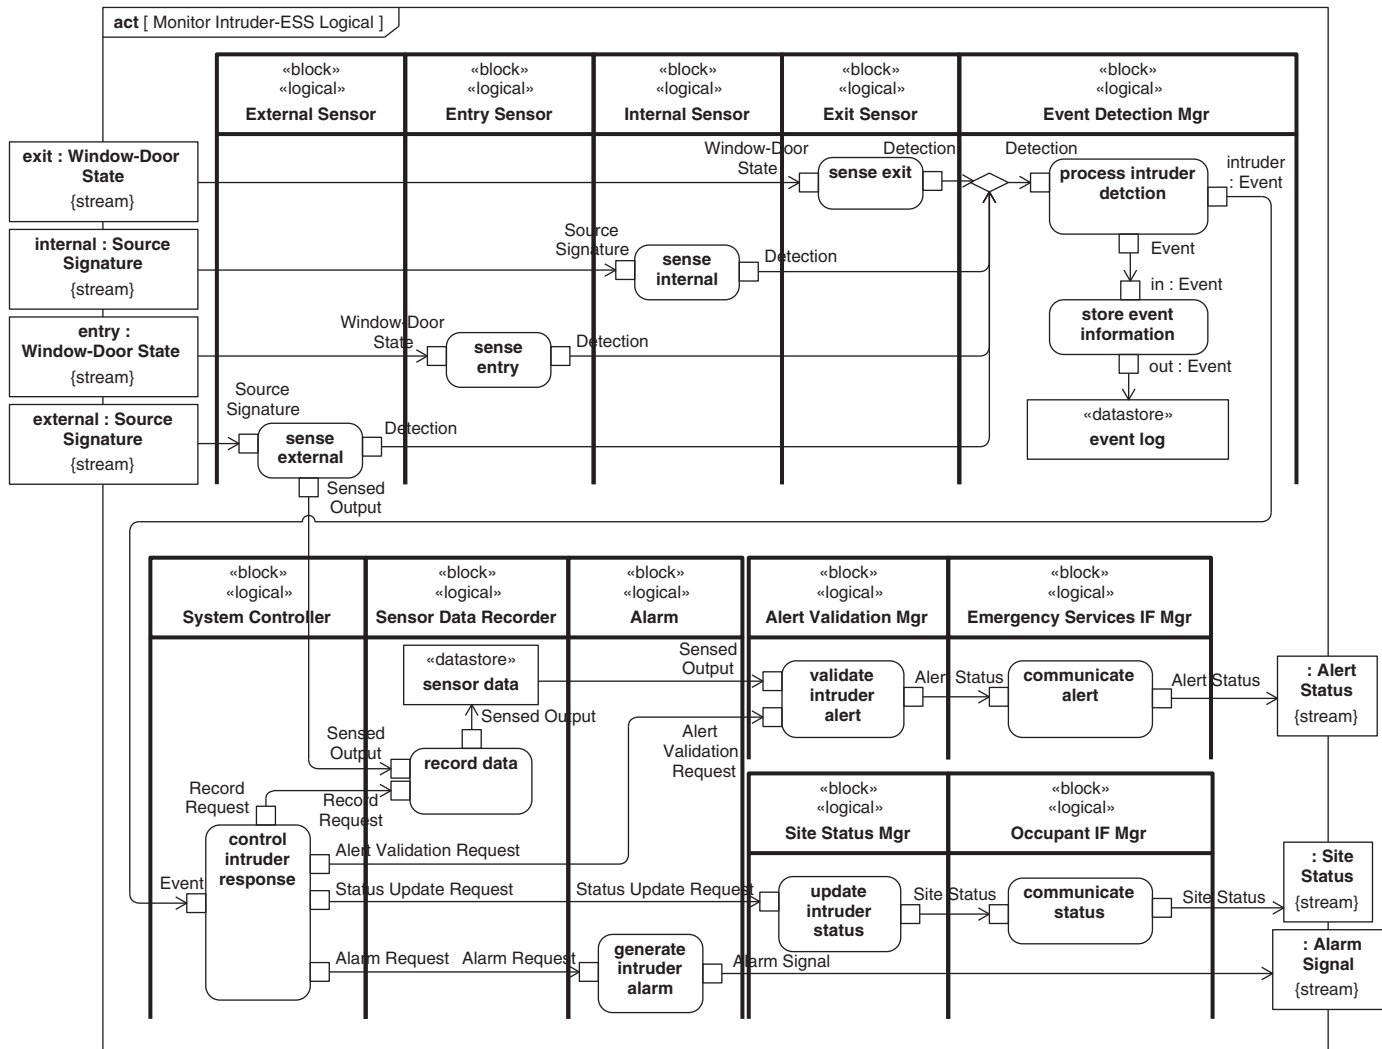 act [ Monitor Intruder-ESS Logical ]
«block»
«logical»
External Sensor
«block»
«logical»
Entry Sensor
«block»
«logical»
Internal Sensor
«block»
«logical»
Exit Sensor
«block»
«logical»
Event Detection Mgr
exit : Window-Door
State
{stream}
internal : Source
Signature
{stream}
entry :
Window-Door State
{stream}
external : Source
Signature
{stream}
Window-Door
State
sense exit
Detection
Detection
process intruder
detction
intruder
: Event
Source
Signature
sense
internal
Detection
Event
in : Event
store event
information
out : Event
«datastore»
event log
Window-Door
State
sense
entry
Detection
Source
Signature
sense
external
Detection
Sensed
Output
«block»
«logical»
System Controller
«block»
«logical»
Sensor Data Recorder
«block»
«logical»
Alarm
«block»
«logical»
Alert Validation Mgr
«block»
«logical»
Emergency Services IF Mgr
«datastore»
sensor data
Sensed
Output
validate
intruder
alert
Aler
Status
communicate
alert
Alert Status
: Alert
Status
{stream}
Sensed Output
Sensed
Output
record data
Alert
Validation
Request
Record
Request
Record
Request
«block»
«logical»
Site Status Mgr
«block»
«logical»
Occupant IF Mgr
control
intruder
response
Event
Alert Validation Request
Status Update Request
Status Update Request
update
intruder
status
Site Status
communicate
status
Site Status
: Site
Status
{stream}
Alarm Request
Alarm Request
generate
intruder
alarm
Alarm Signal
: Alarm
Signal
{stream}